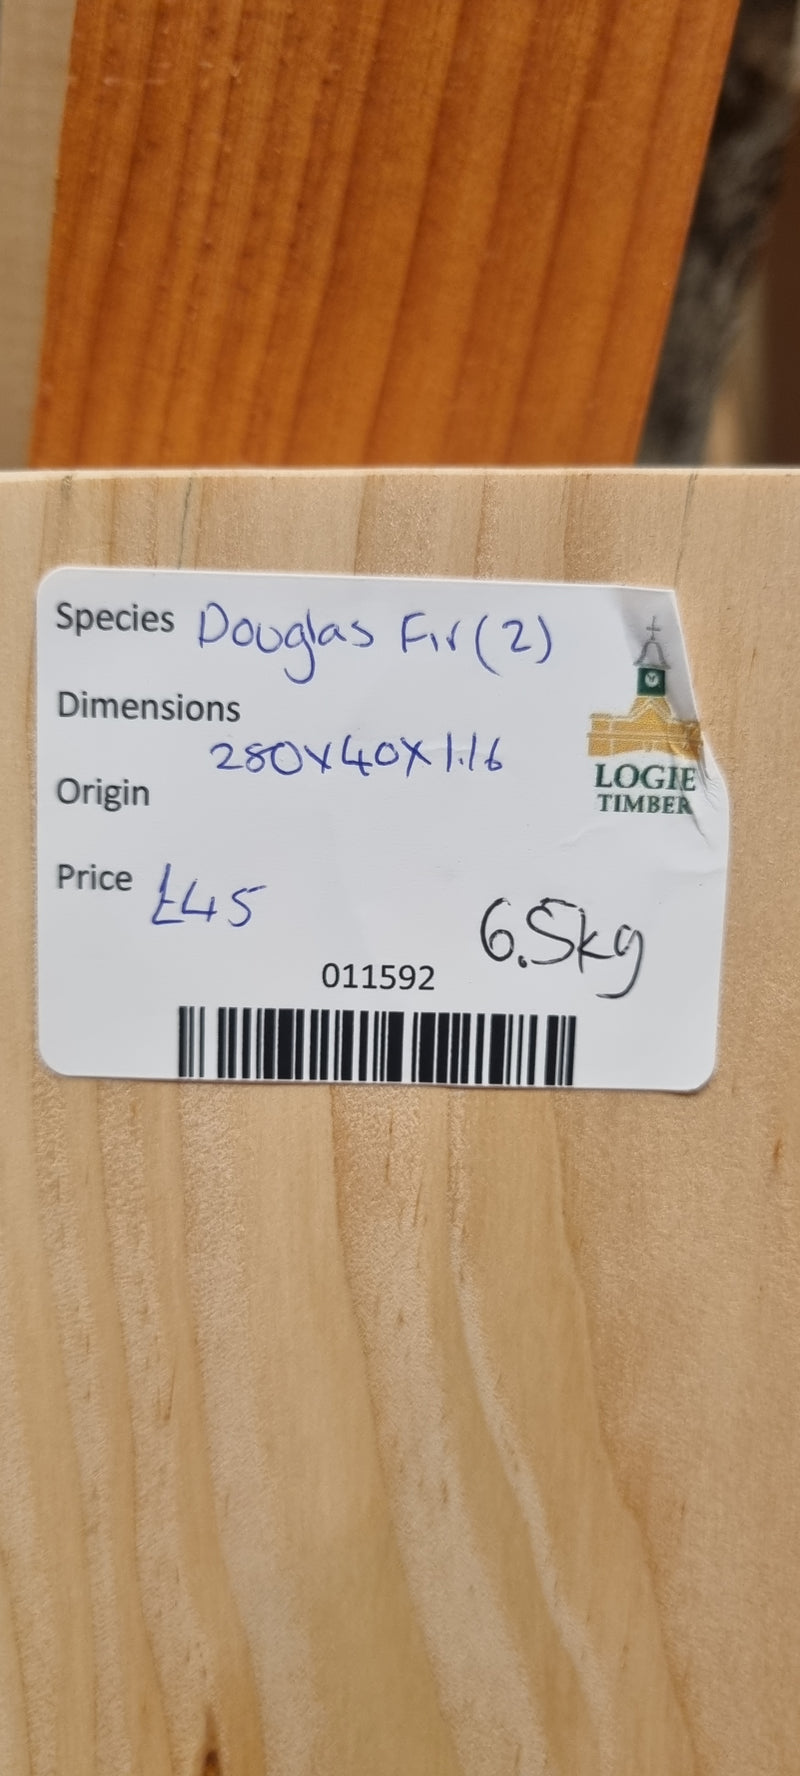 Species Douglas Fir (2)
Dimensions
280x40x1.16
Origin
LOGIE
TIMBER
Price £45
6.5kg
011592